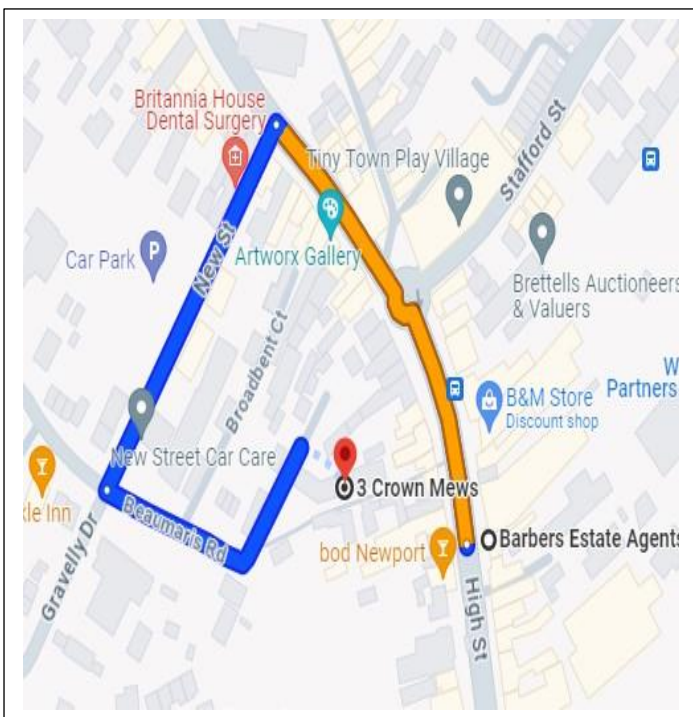 Britannia House
Dental Surgery
Tiny Town Play Village
Stafford St
Car Park
P
New St
Artworx Gallery
Brettells Auctioneers
& Valuers
Broadbent Ct
W
Partners
B&M Store
Discount shop
New Street Car Care
3 Crown Mews
kle Inn
Beaumaris Rd
bod Newport
Barbers Estate Agents
Gravelly Dr
High St